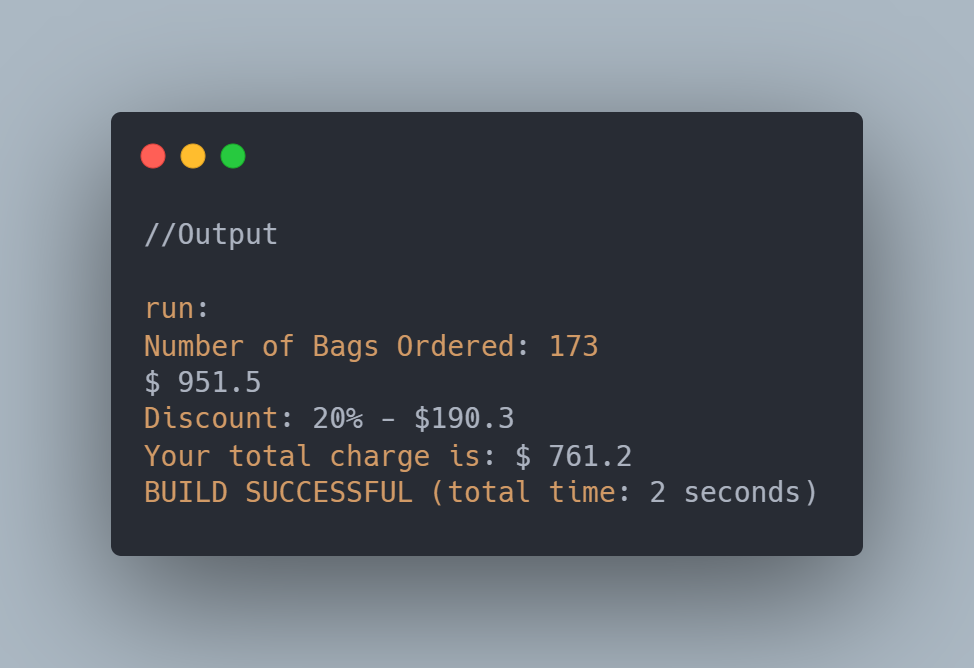 //Output
run:
Number of Bags Ordered: 173
$ 951.5
Discount: 20% - $190.3
Your total charge is: $ 761.2
BUILD SUCCESSFUL (total time: 2 seconds)